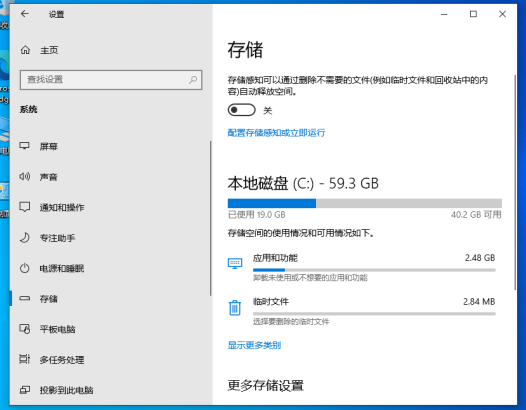 设置
主页
查找设置
系统
屏幕
声音
通知和操作
专注助手
电源和睡眠
存储
平板电脑
多任务处理
投影到此电脑
存储
存储感知可以通过删除不需要的文件(例如临时文件和回收站中的内
容)自动释放空间。
关
配置存储感知或立即运行
本地磁盘 (C:) - 59.3 GB
已使用 19.0 GB 40.2 GB 可用
存储空间的使用情况和可用情况如下。
应用和功能 2.48 GB
卸载未使用或不想要的应用和功能
临时文件 2.84 MB
选择要删除的临时文件
显示更多类别
更多存储设置